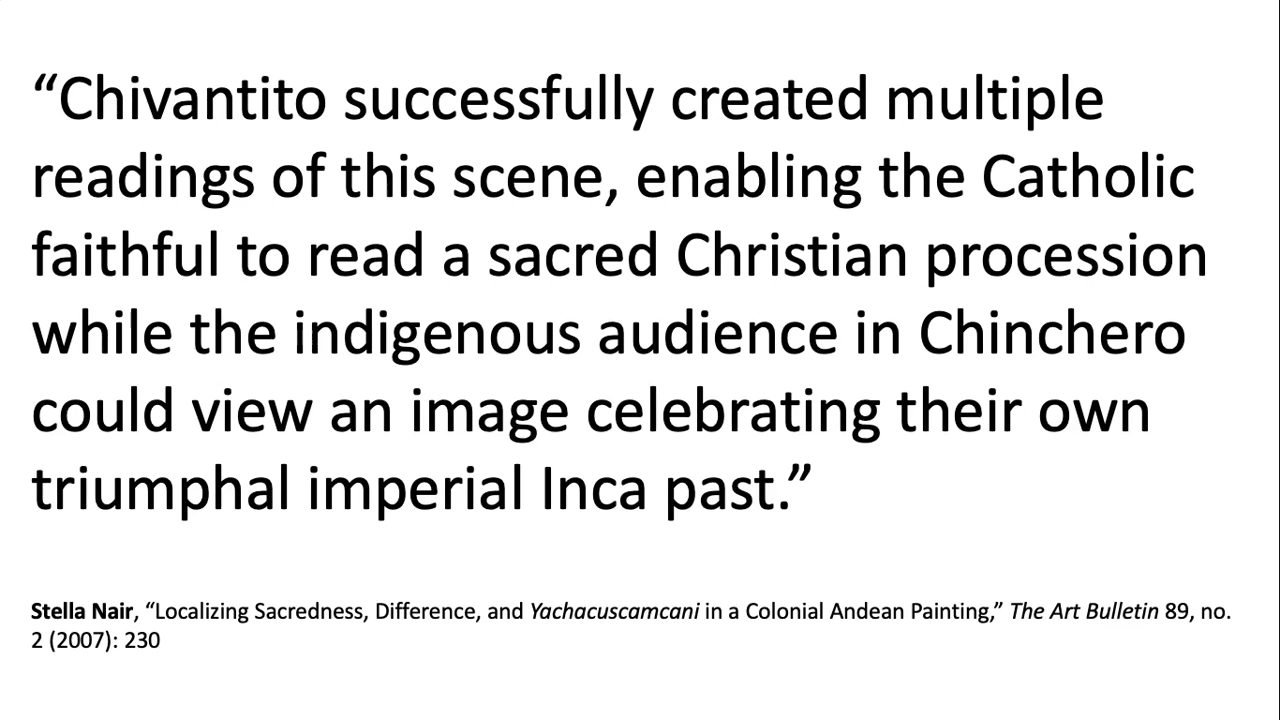 “Chivantito successfully created multiple
readings of this scene, enabling the Catholic
faithful to read a sacred Christian procession
while the indigenous audience in Chinchero
could view an image celebrating their own
triumphal imperial Inca past.”
Stella Nair, “Localizing Sacredness, Difference, and Yachacuscamcani in a Colonial Andean Painting,” The Art Bulletin 89, no.
2 (2007): 230